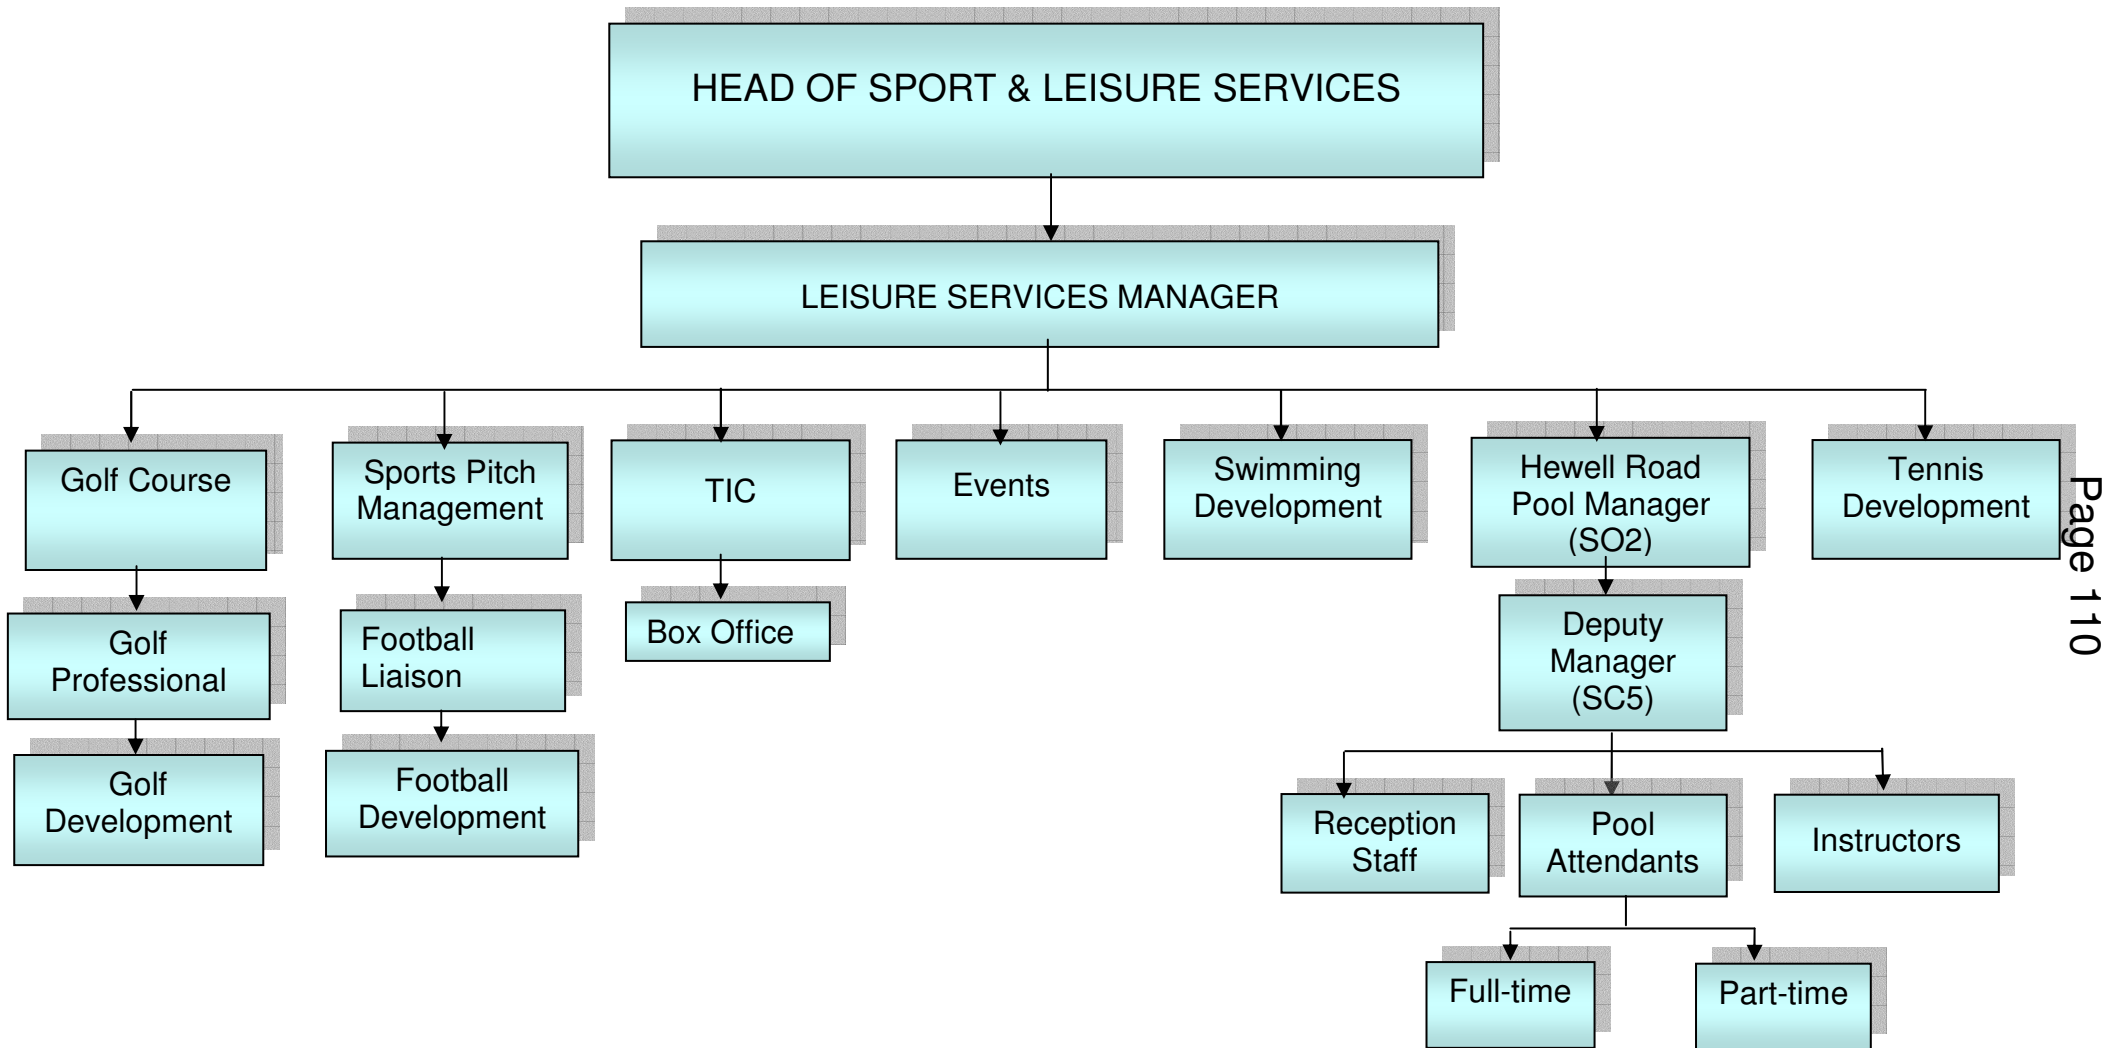 HEAD OF SPORT & LEISURE SERVICES
LEISURE SERVICES MANAGER
Golf Course
Sports Pitch
Management
TIC
Events
Swimming
Development
Hewell Road
Pool Manager
(SO2)
Tennis
Development
Golf
Professional
Football
Liaison
Box Office
Deputy
Manager
(SC5)
Golf
Development
Football
Development
Reception
Staff
Pool
Attendants
Instructors
Full-time
Part-time
Page 110